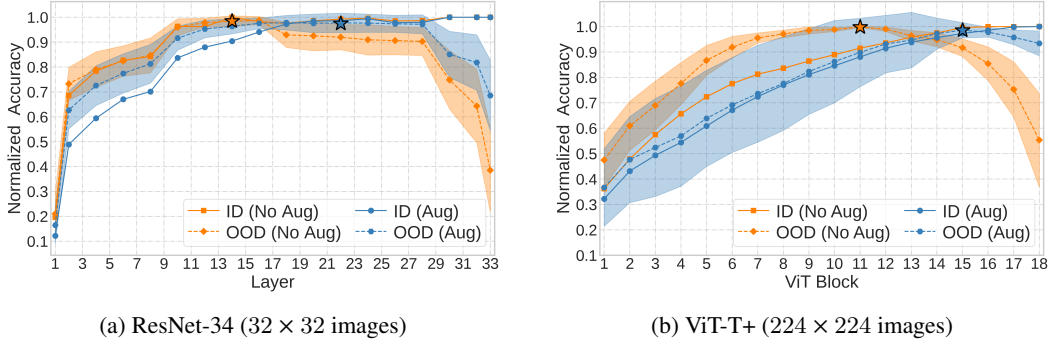 Normalized Accuracy
1.0
0.9
0.8
0.7
0.6
0.5
0.4
0.3
0.2
0.1
ID (No Aug)
OOD (No Aug)
ID (Aug)
OOD (Aug)
1 3 5 7 9 11 13 15 17 19 21 23 25 27 29 31 33
Layer
(a) ResNet-34 (32 × 32 images)
Normalized Accuracy
1.0
0.9
0.8
0.7
0.6
0.5
0.4
0.3
0.2
0.1
ID (No Aug)
OOD (No Aug)
ID (Aug)
OOD (Aug)
1 2 3 4 5 6 7 8 9 10 11 12 13 14 15 16 17 18
ViT Block
(b) ViT-T+ (224 × 224 images)